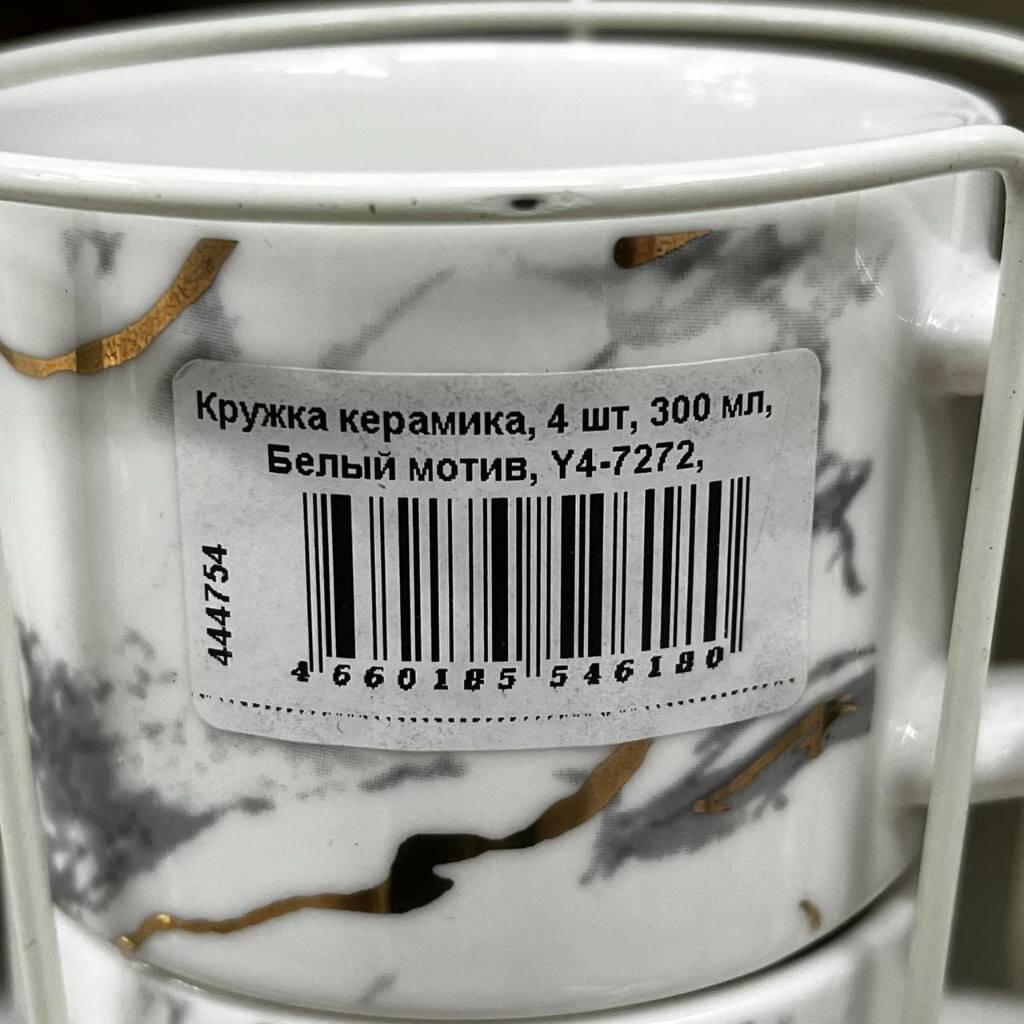 Кружка керамика, 4 шт, 300 мл,
Белый мотив, Y4-7272,
444754
4 660185 546180